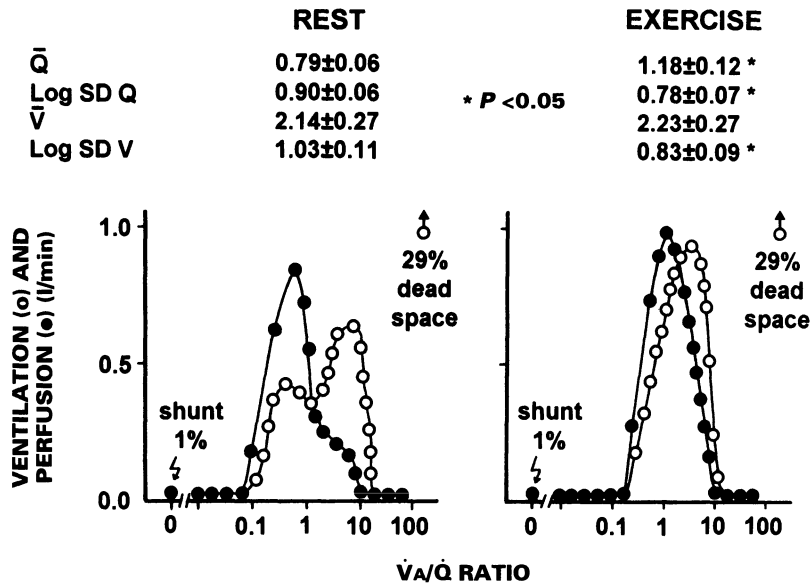 REST EXERCISE
Q̄ 0.79±0.06 1.18±0.12 *
Log SD Q 0.90±0.06 * P <0.05 0.78±0.07 *
V̄ 2.14±0.27 2.23±0.27
Log SD V 1.03±0.11 0.83±0.09 *
VENTILATION (o) AND
PERFUSION (●) (l/min)
1.0
0.5
0.0
29%
dead
space
shunt
1%
0 0.1 1 10 100
29%
dead
space
shunt
1%
0 0.1 1 10 100
V̇A/Q̇ RATIO